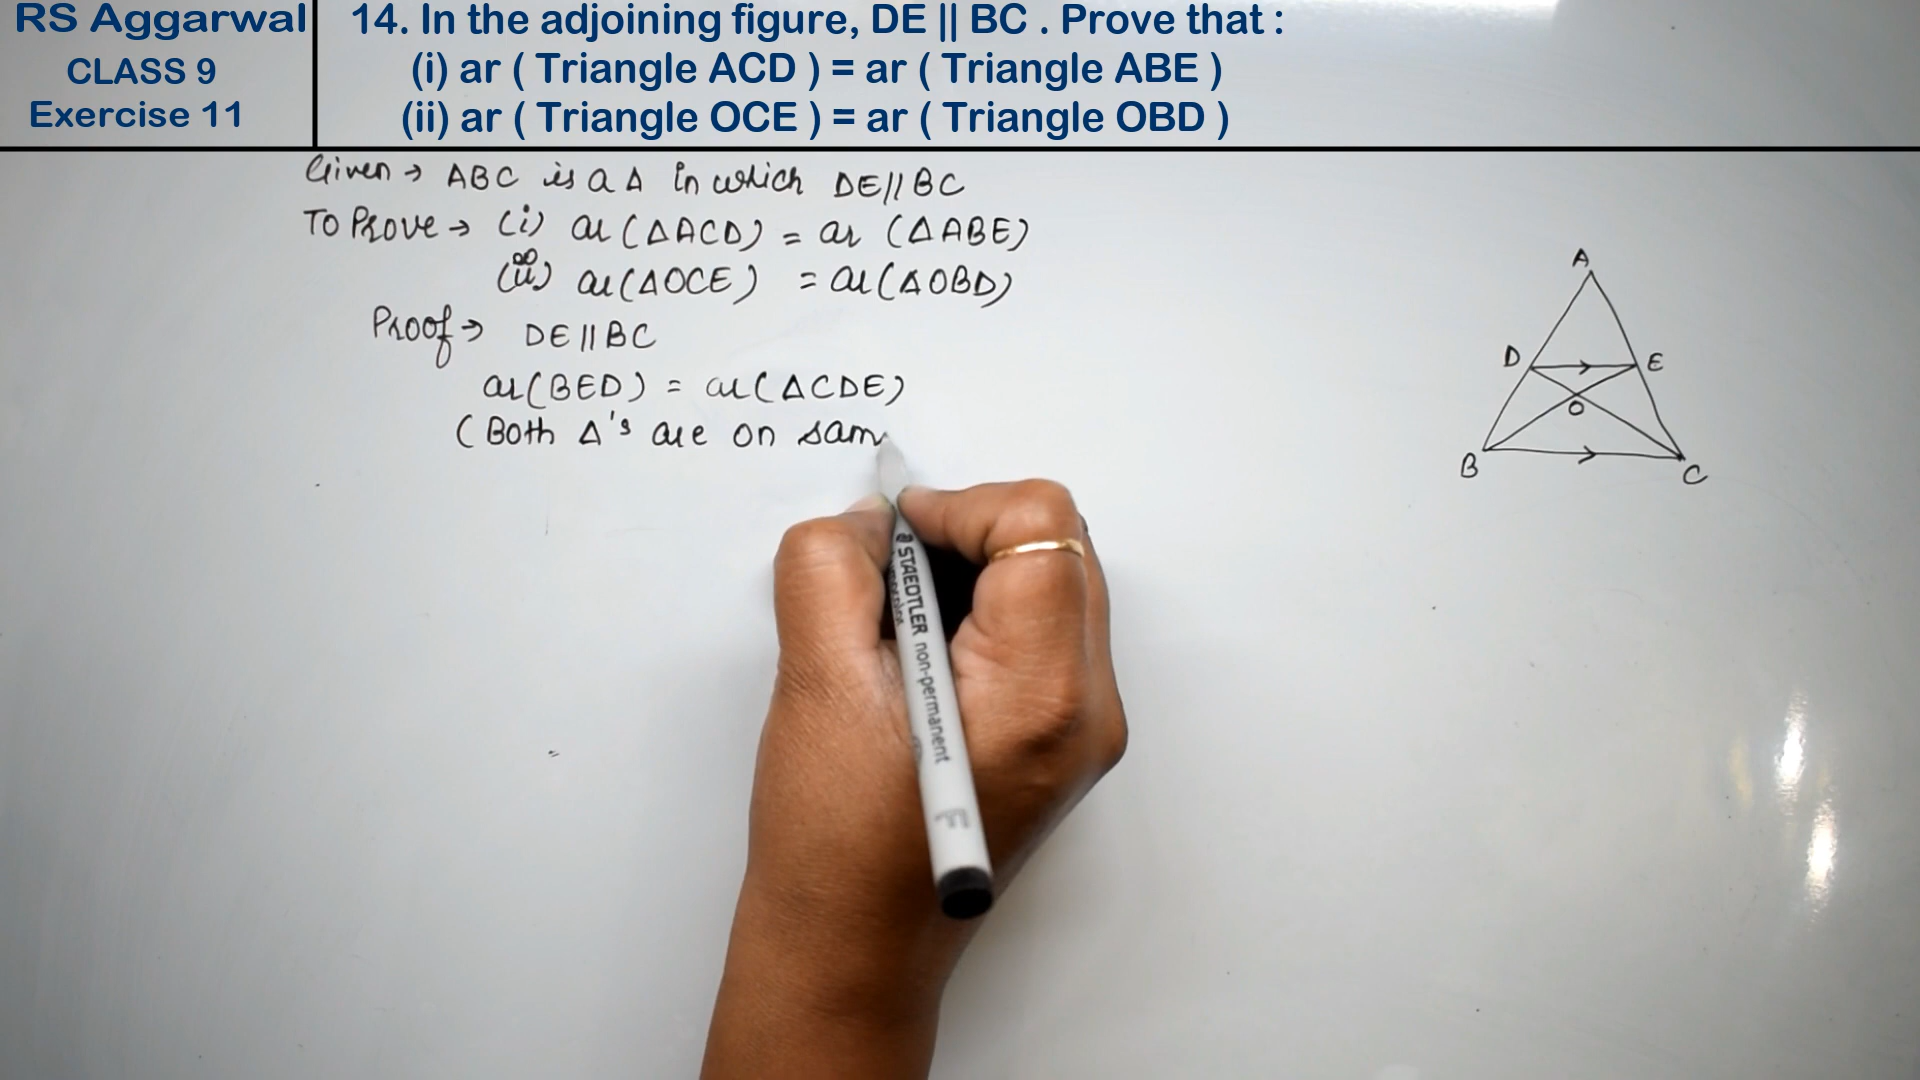 RS Aggarwal
CLASS 9
Exercise 11
14. In the adjoining figure, DE || BC . Prove that :
(i) ar ( Triangle ACD ) = ar ( Triangle ABE )
(ii) ar ( Triangle OCE ) = ar ( Triangle OBD )
Given → ABC is a Δ in which DE||BC
To Prove → (i) ar (ΔACD) = ar (ΔABE)
(ii) ar(ΔOCE) = ar(ΔOBD)
Proof → DE||BC
ar(BED) = ar(ΔCDE)
(Both Δ's are on sam
A
D E
O
B C
STAEDTLER non-permanent
F